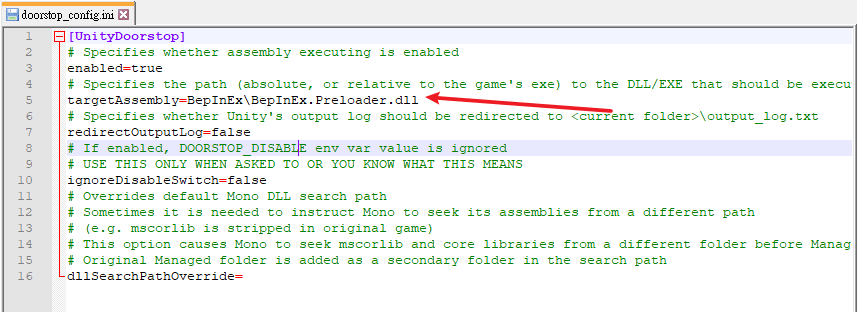 doorstop_config.ini
1 [UnityDoorstop]
2 # Specifies whether assembly executing is enabled
3 enabled=true
4 # Specifies the path (absolute, or relative to the game's exe) to the DLL/EXE that should be execu
5 targetAssembly=BepInEx\BepInEx.Preloader.dll
6 # Specifies whether Unity's output log should be redirected to <current folder>\output_log.txt
7 redirectOutputLog=false
8 # If enabled, DOORSTOP_DISABLE env var value is ignored
9 # USE THIS ONLY WHEN ASKED TO OR YOU KNOW WHAT THIS MEANS
10 ignoreDisableSwitch=false
11 # Overrides default Mono DLL search path
12 # Sometimes it is needed to instruct Mono to seek its assemblies from a different path
13 # (e.g. mscorlib is stripped in original game)
14 # This option causes Mono to seek mscorlib and core libraries from a different folder before Manag
15 # Original Managed folder is added as a secondary folder in the search path
16 dllSearchPathOverride=